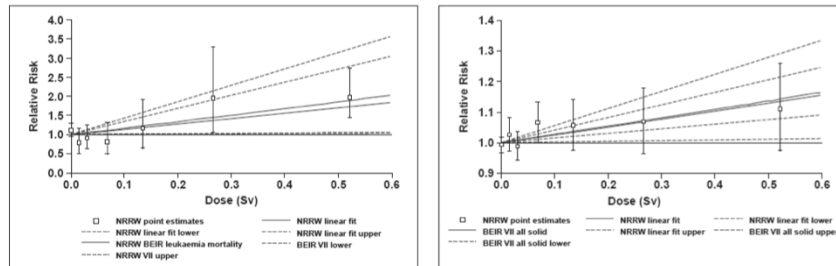 4.0
3.5
3.0
2.5
2.0
1.5
1.0
0.5
0.0
Relative Risk
0.0 0.1 0.2 0.3 0.4 0.5 0.6
Dose (Sv)
NRRW point estimates NRRW linear fit
NRRW linear fit lower NRRW linear fit upper
NRRW BEIR leukaemia mortality BEIR VII lower
NRRW VII upper
1.4
1.3
1.2
1.1
1.0
0.9
Relative Risk
0.0 0.1 0.2 0.3 0.4 0.5 0.6
Dose (Sv)
NRRW point estimates NRRW linear fit NRRW linear fit lower
BEIR VII all solid NRRW linear fit upper BEIR VII all solid upper
BEIR VII all solid lower